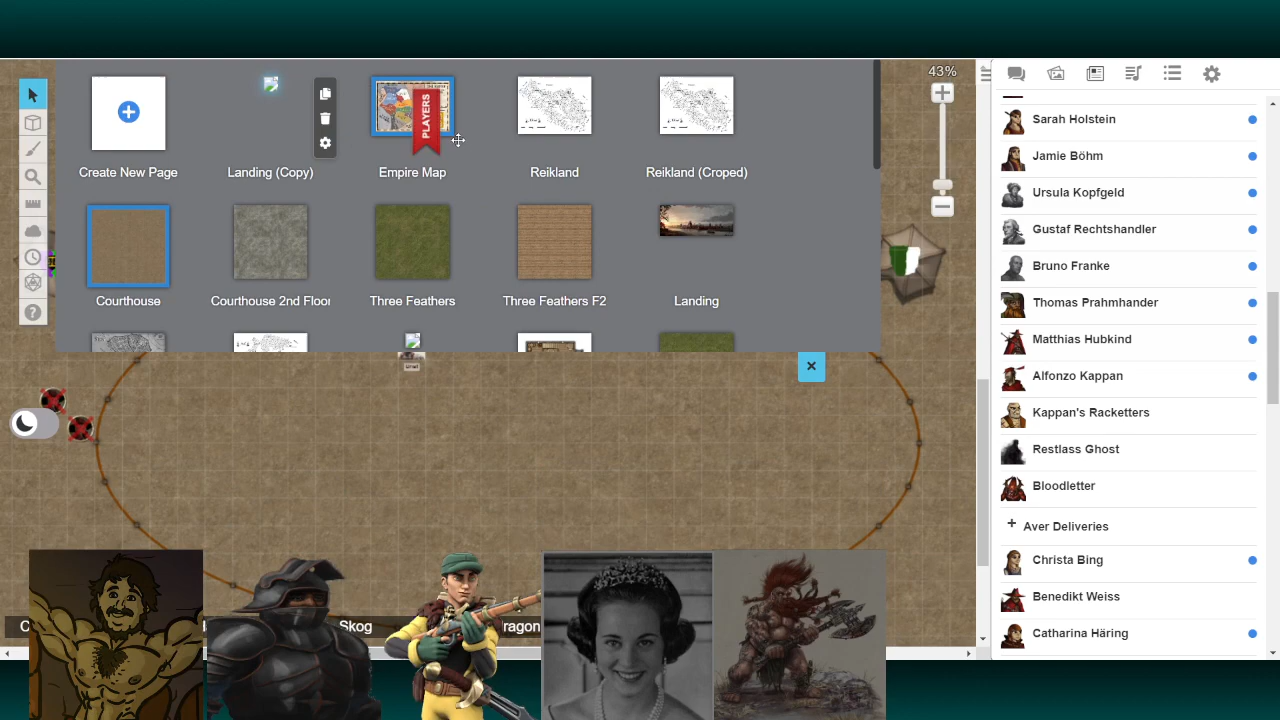 43%
PLAYERS
Create New Page
Landing (Copy)
Empire Map
Reikland
Reikland (Croped)
Courthouse
Courthouse 2nd Floor
Three Feathers
Three Feathers F2
Landing
Sarah Holstein
Jamie Böhm
Ursula Kopfgeld
Gustaf Rechtshandler
Bruno Franke
Thomas Prahmhander
Matthias Hubkind
Alfonzo Kappan
Kappan's Racketters
Restlass Ghost
Bloodletter
+ Aver Deliveries
Christa Bing
Benedikt Weiss
Catharina Häring
Skog